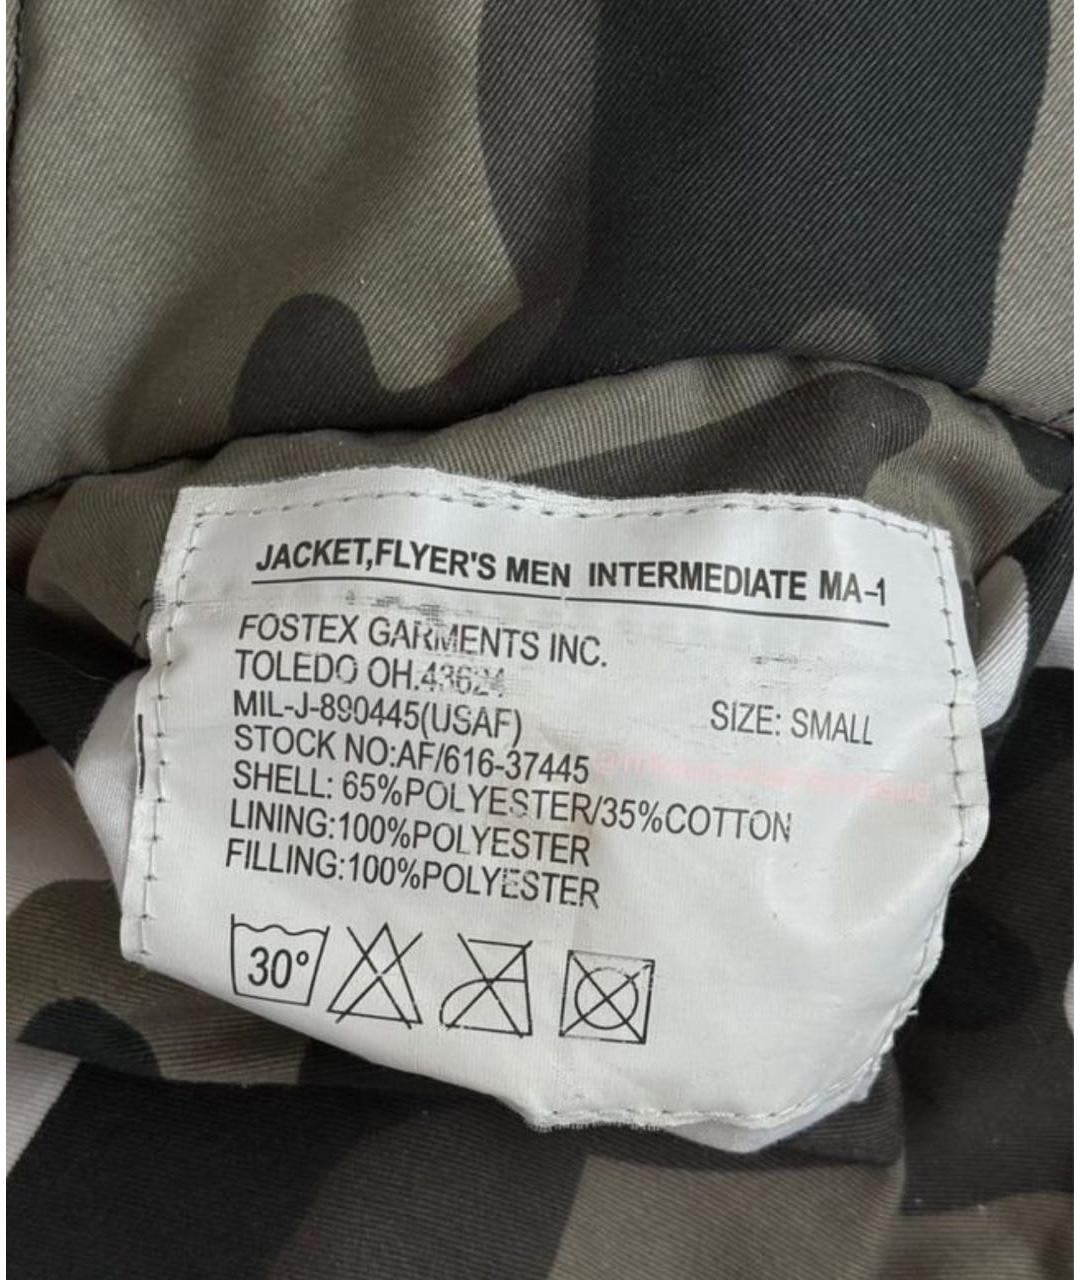 JACKET,FLYER'S MEN INTERMEDIATE MA-1
FOSTEX GARMENTS INC.
TOLEDO OH.43624
MIL-J-890445(USAF)
SIZE: SMALL
STOCK NO:AF/616-37445
SHELL: 65%POLYESTER/35%COTTON
LINING:100%POLYESTER
FILLING:100%POLYESTER
30°